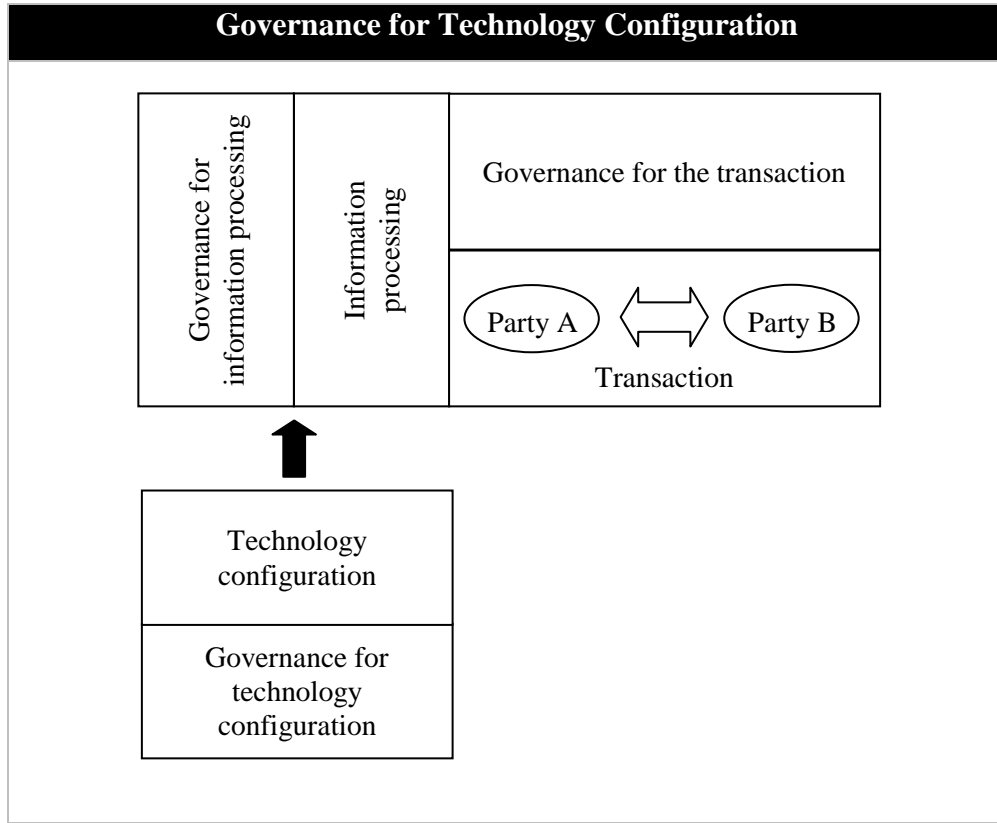 Governance for Technology Configuration
Governance for
information processing
Information
processing
Governance for the transaction
Party A
Party B
Transaction
Technology
configuration
Governance for
technology
configuration